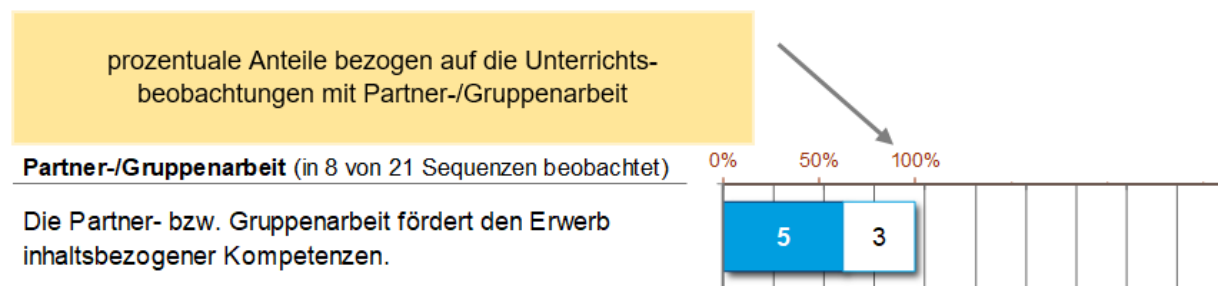 prozentuale Anteile bezogen auf die Unterrichts-
beobachtungen mit Partner-/Gruppenarbeit
Partner-/Gruppenarbeit (in 8 von 21 Sequenzen beobachtet)
0% 50% 100%
Die Partner- bzw. Gruppenarbeit fördert den Erwerb
inhaltsbezogener Kompetenzen.
5 3